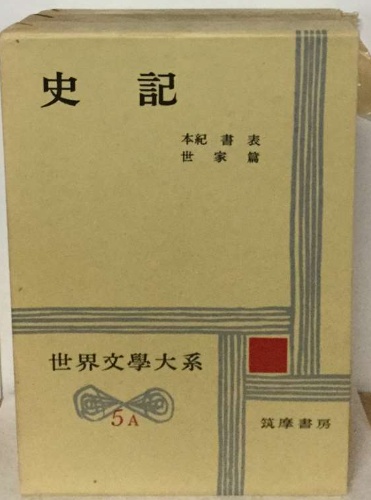 史記
本紀 書 表
世家篇
世界文學大系
5A
筑摩書房